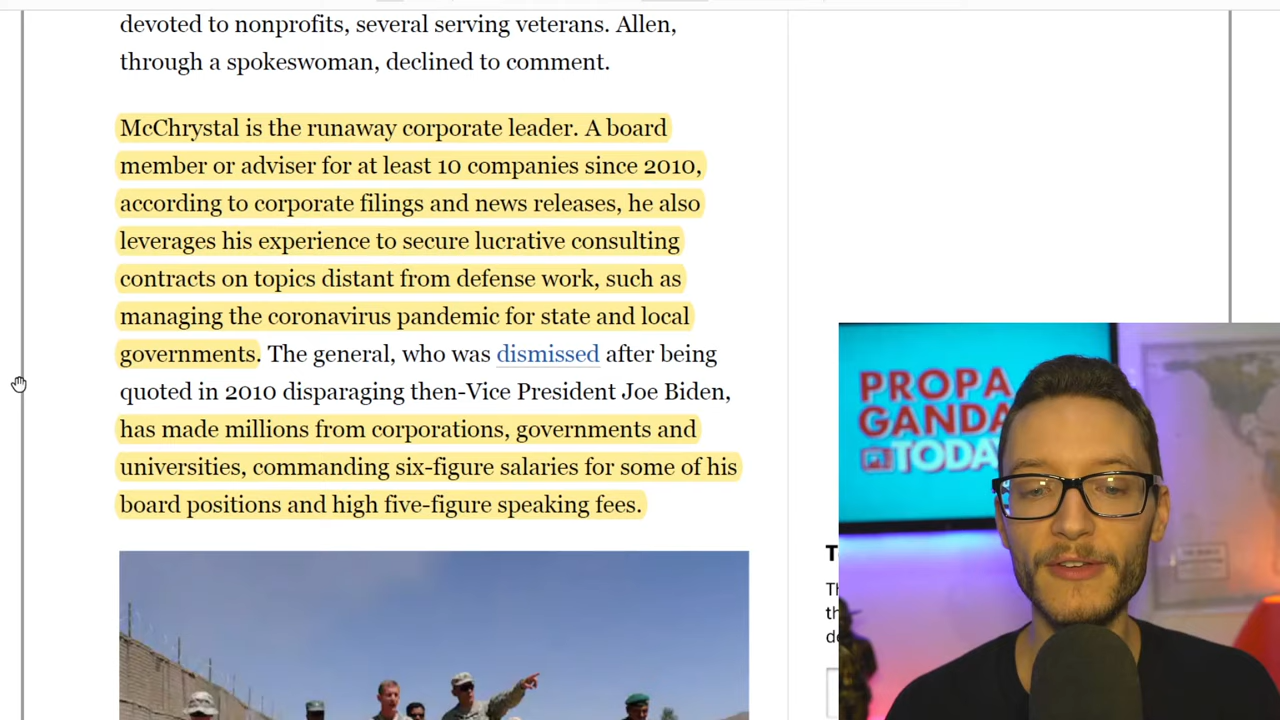 devoted to nonprofits, several serving veterans. Allen,
through a spokeswoman, declined to comment.
McChrystal is the runaway corporate leader. A board
member or adviser for at least 10 companies since 2010,
according to corporate filings and news releases, he also
leverages his experience to secure lucrative consulting
contracts on topics distant from defense work, such as
managing the coronavirus pandemic for state and local
governments. The general, who was dismissed after being
quoted in 2010 disparaging then-Vice President Joe Biden,
has made millions from corporations, governments and
universities, commanding six-figure salaries for some of his
board positions and high five-figure speaking fees.
PROPA
GANDA
TODAY